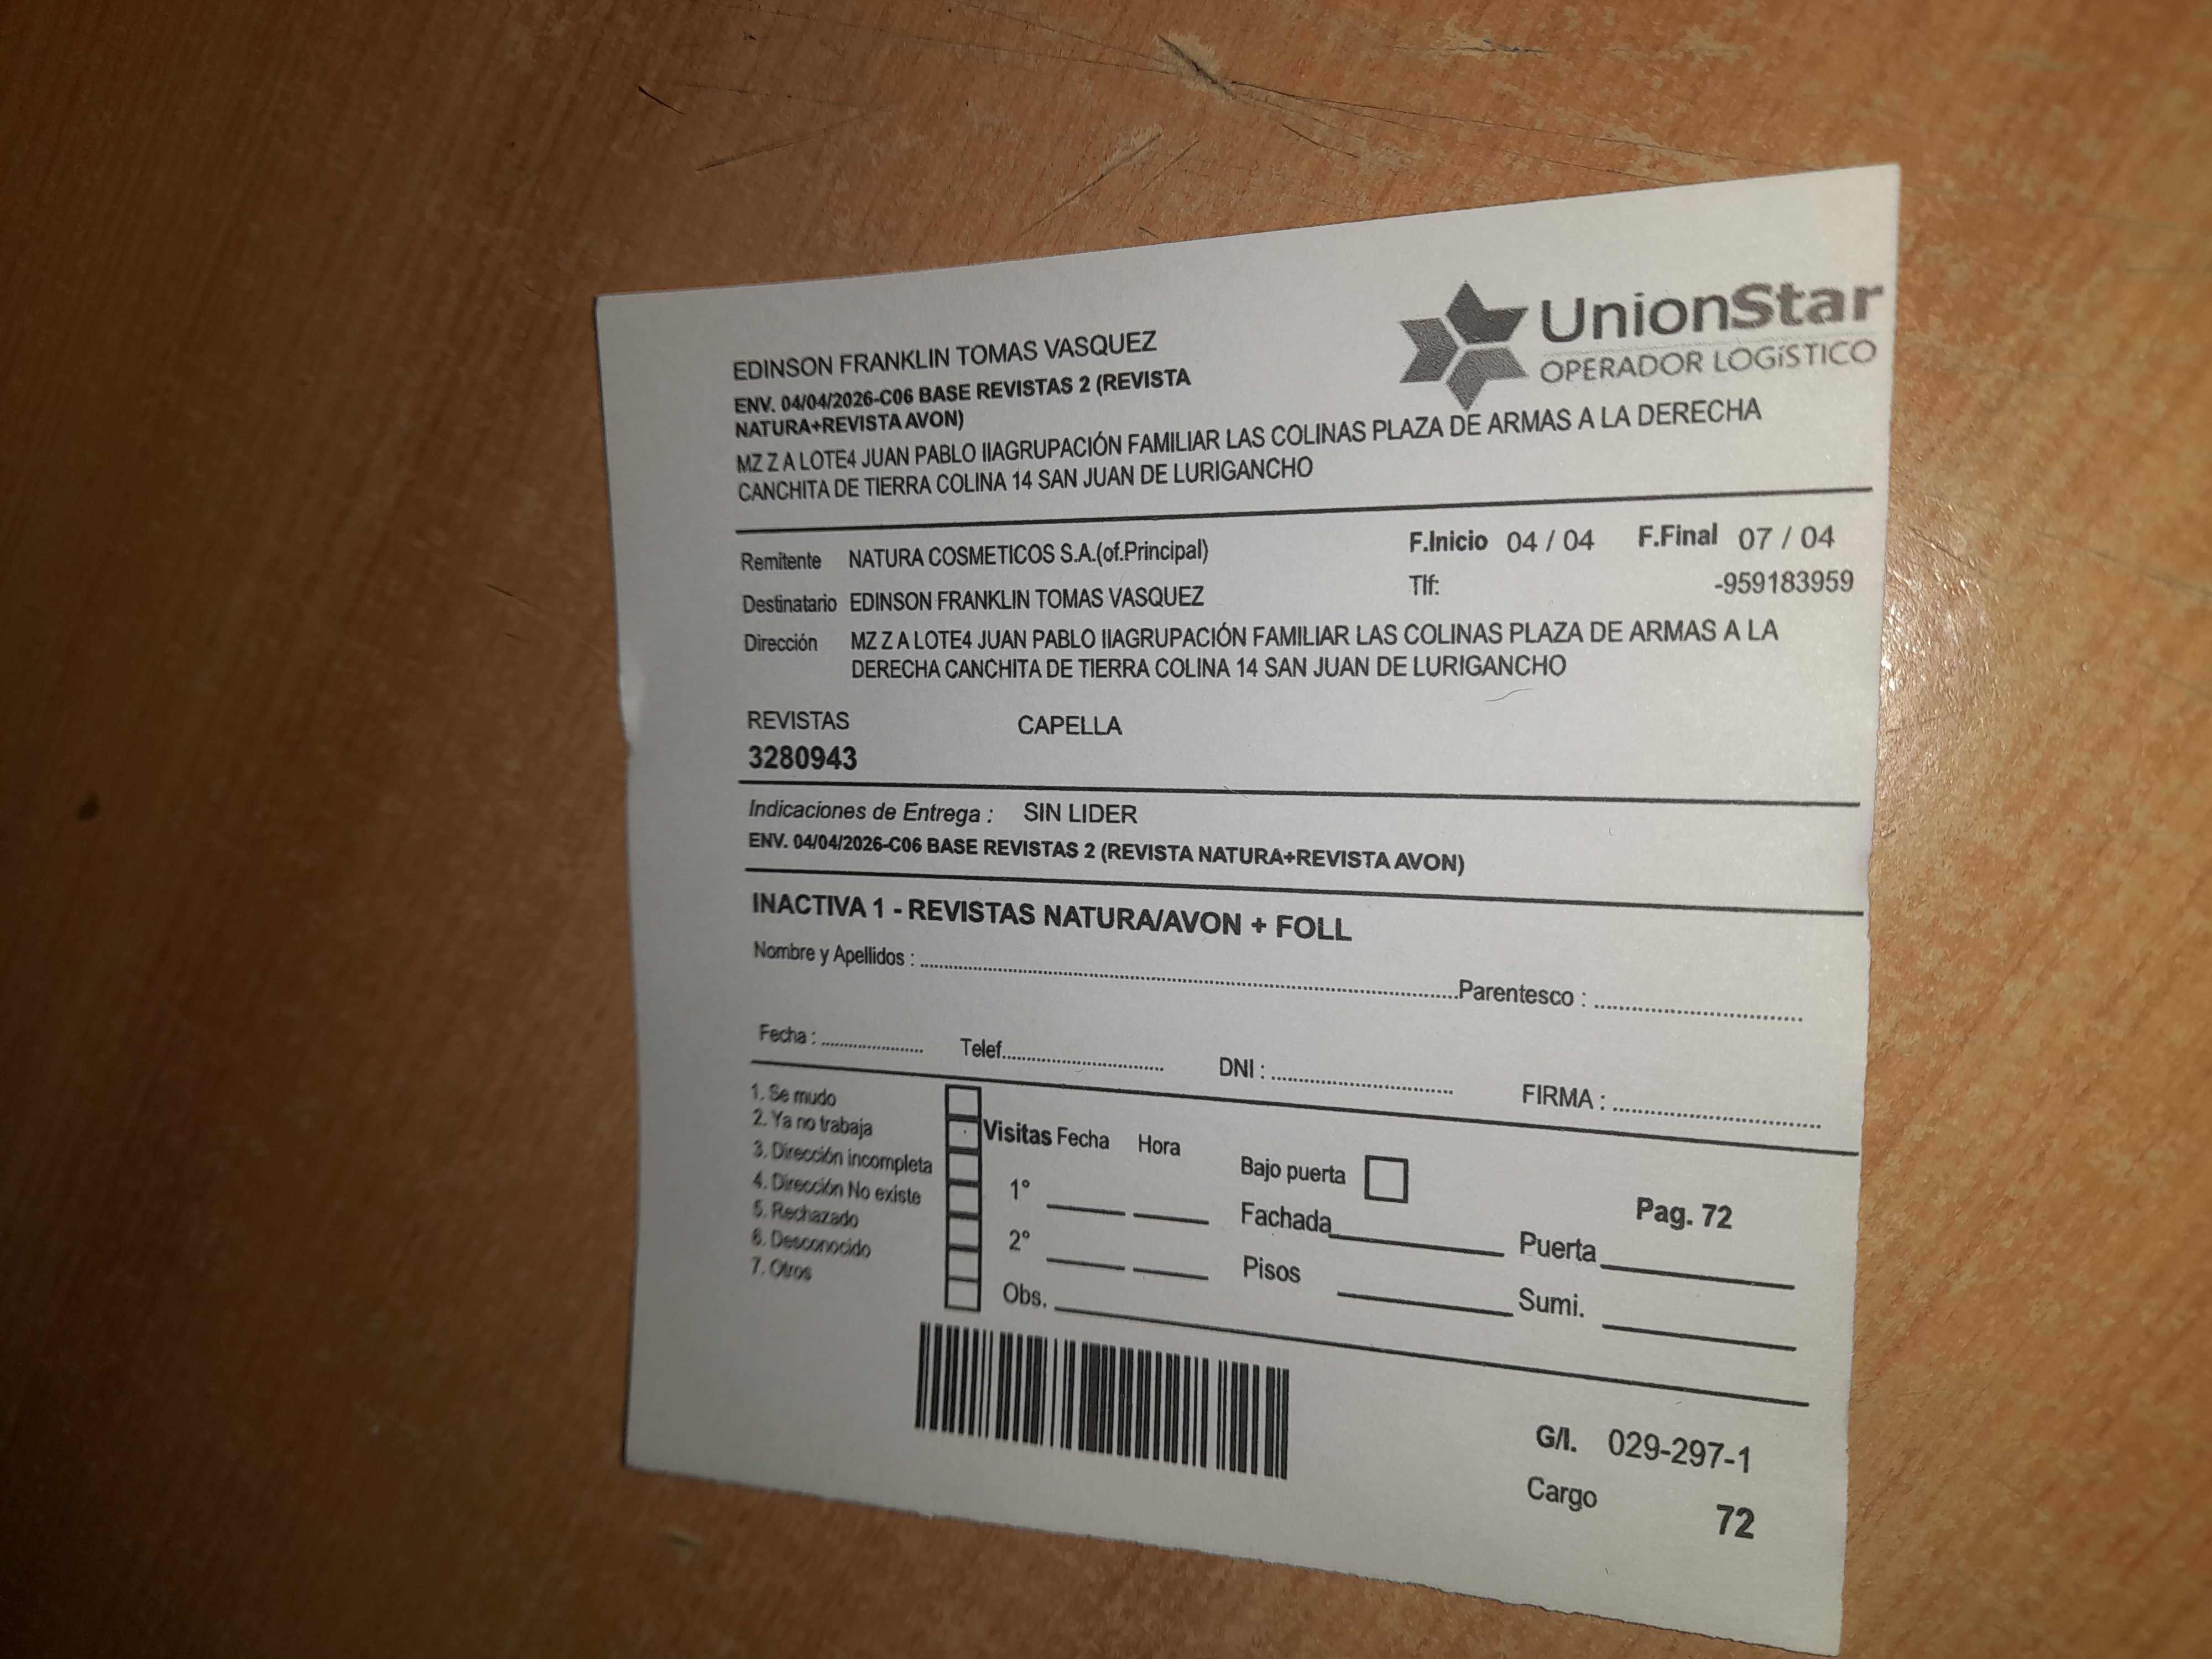 UnionStar
OPERADOR LOGÍSTICO
EDINSON FRANKLIN TOMAS VASQUEZ
ENV. 04/04/2026-C06 BASE REVISTAS 2 (REVISTA
NATURA+REVISTA AVON)
MZ Z A LOTE4 JUAN PABLO IIAGRUPACIÓN FAMILIAR LAS COLINAS PLAZA DE ARMAS A LA DERECHA
CANCHITA DE TIERRA COLINA 14 SAN JUAN DE LURIGANCHO
Remitente NATURA COSMETICOS S.A.(of.Principal) F.Inicio 04 / 04 F.Final 07 / 04
Destinatario EDINSON FRANKLIN TOMAS VASQUEZ Tlf: -959183959
Dirección MZ Z A LOTE4 JUAN PABLO IIAGRUPACIÓN FAMILIAR LAS COLINAS PLAZA DE ARMAS A LA
DERECHA CANCHITA DE TIERRA COLINA 14 SAN JUAN DE LURIGANCHO
REVISTAS CAPELLA
3280943
Indicaciones de Entrega : SIN LIDER
ENV. 04/04/2026-C06 BASE REVISTAS 2 (REVISTA NATURA+REVISTA AVON)
INACTIVA 1 - REVISTAS NATURA/AVON + FOLL
Nombre y Apellidos : Parentesco :
Fecha : Telef. DNI : FIRMA :
1. Se mudo
2. Ya no trabaja
3. Dirección incompleta
4. Dirección No existe
5. Rechazado
6. Desconocido
7. Otros
Visitas Fecha Hora
1°
2°
Obs.
Bajo puerta
Fachada Puerta
Pisos Sumi.
Pag. 72
G/I. 029-297-1
Cargo 72